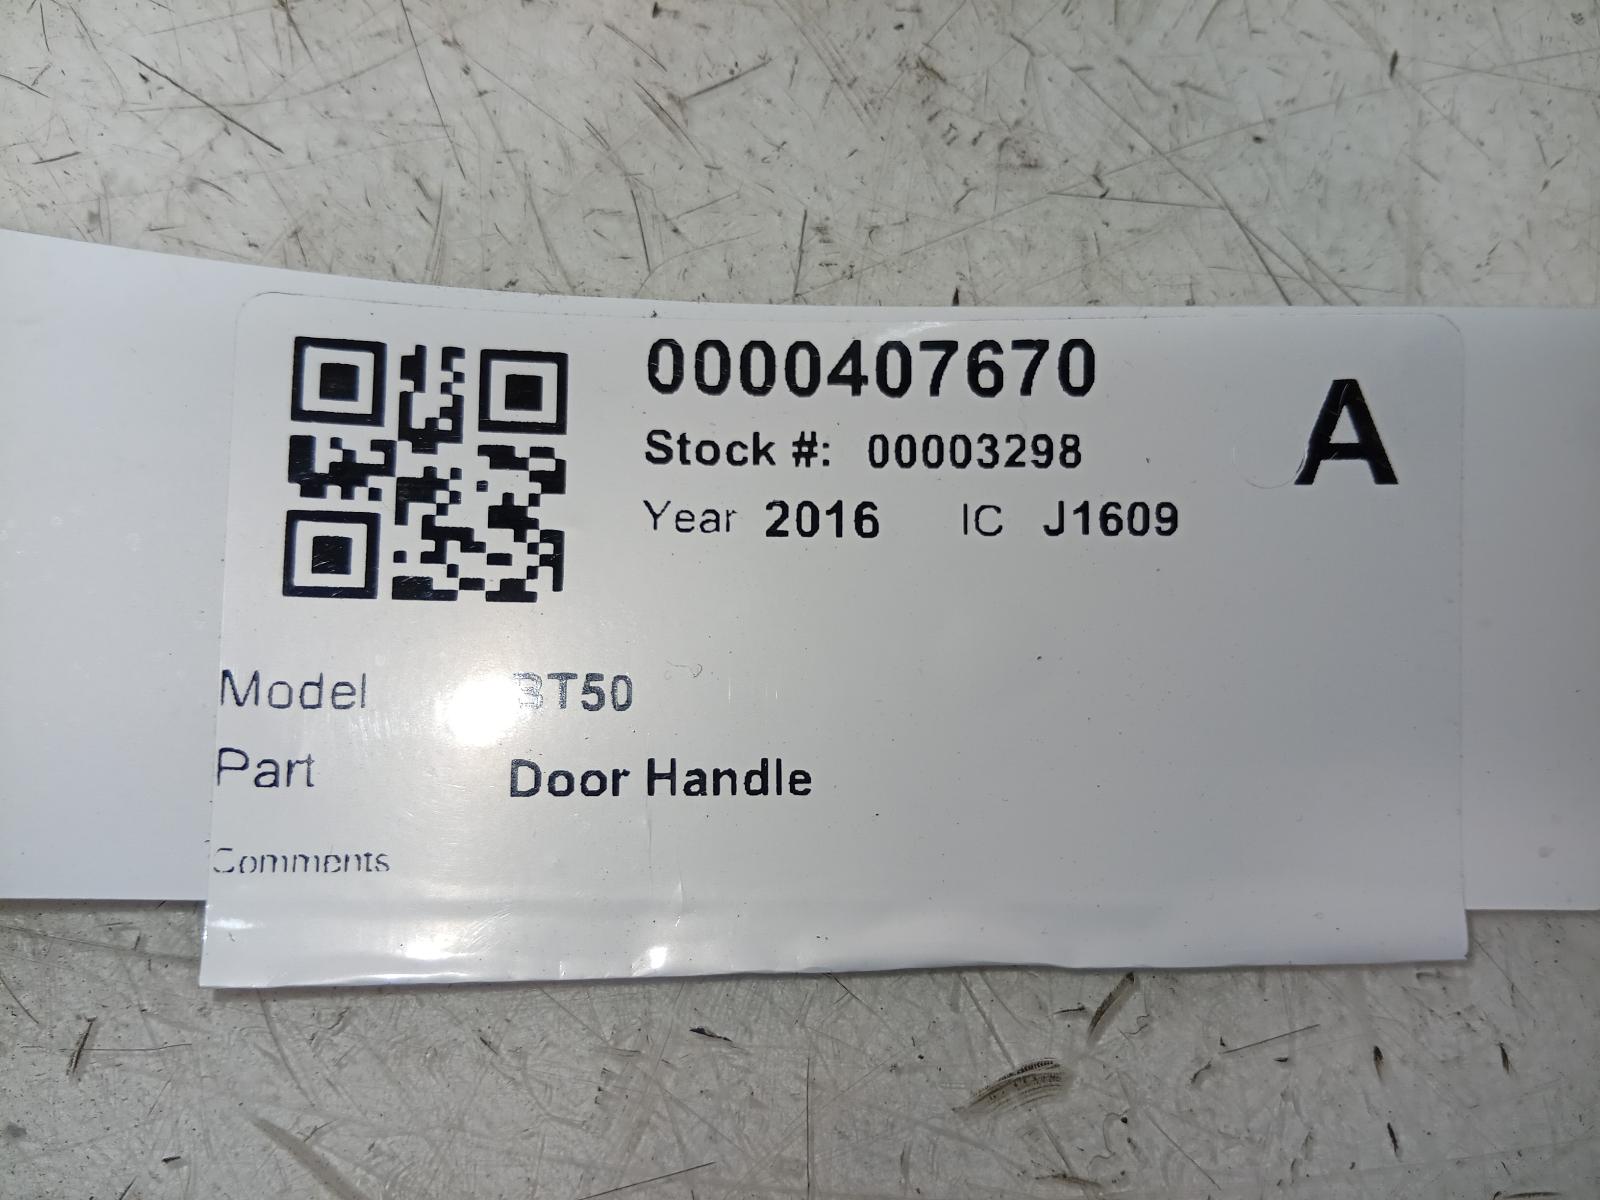 0000407670
A
Stock #: 00003298
Year 2016 IC J1609
Model BT50
Part Door Handle
Comments